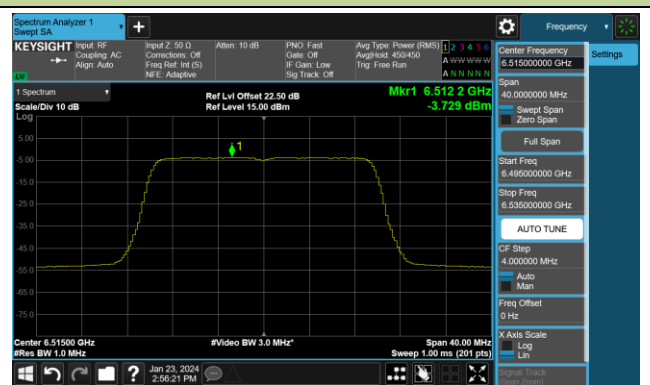 Spectrum Analyzer 1
Swept SA
+
Frequency
KEYSIGHT
Input: RF
Coupling: AC
Align: Auto
Input Z: 50 Ω
Corrections: Off
Freq Ref: Int (S)
NFE: Adaptive
Atten: 10 dB
PNO: Fast
Gate: Off
IF Gain: Low
Sig Track: Off
Avg Type: Power (RMS)
Avg|Hold: 450/450
Trig: Free Run
1 2 3 4 5 6
A W W W W W
A N N N N N
LW
1 Spectrum
Scale/Div 10 dB
Log
Ref Lvl Offset 22.50 dB
Ref Level 15.00 dBm
Mkr1 6.512 2 GHz
-3.729 dBm
1
5.00
-5.00
-15.0
-25.0
-35.0
-45.0
-55.0
-65.0
-75.0
Center 6.51500 GHz
#Res BW 1.0 MHz
#Video BW 3.0 MHz*
Span 40.00 MHz
Sweep 1.00 ms (201 pts)
Jan 23, 2024
2:56:21 PM
?
Center Frequency
6.515000000 GHz
Settings
Span
40.0000000 MHz
Swept Span
Zero Span
Full Span
Start Freq
6.495000000 GHz
Stop Freq
6.535000000 GHz
AUTO TUNE
CF Step
4.000000 MHz
Auto
Man
Freq Offset
0 Hz
X Axis Scale
Log
Lin
Signal Track
(Span Zoom)